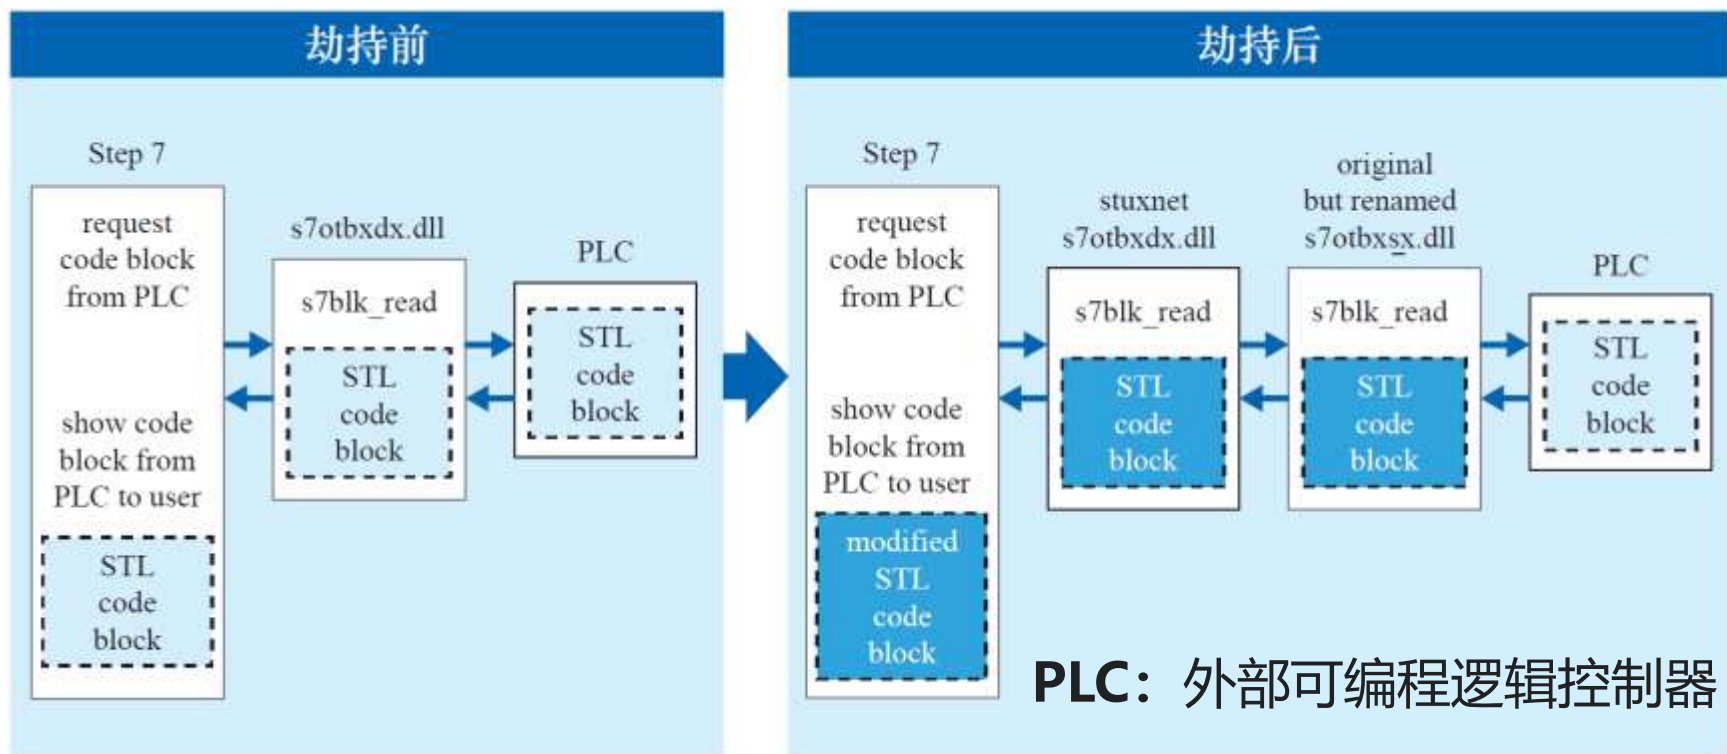 劫持前
Step 7
request
code block
from PLC
show code
block from
PLC to user
STL
code
block
s7otbxdx.dll
s7blk_read
STL
code
block
PLC
STL
code
block
劫持后
Step 7
request
code block
from PLC
show code
block from
PLC to user
modified
STL
code
block
stuxnet
s7otbxdx.dll
s7blk_read
STL
code
block
original
but renamed
s7otbxsx.dll
s7blk_read
STL
code
block
PLC
STL
code
block
PLC：外部可编程逻辑控制器